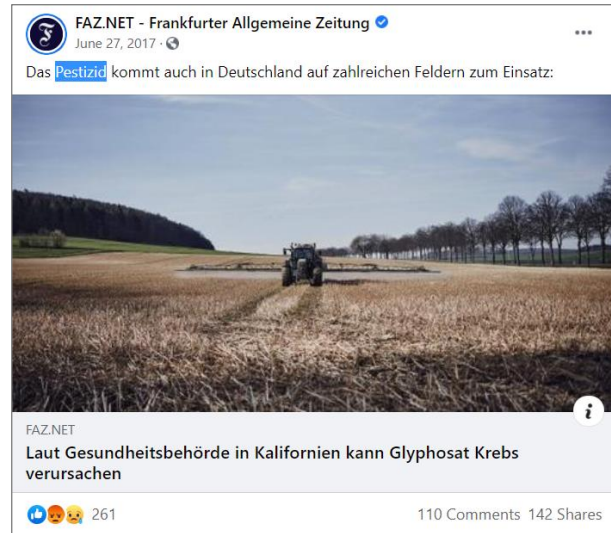 FAZ.NET - Frankfurter Allgemeine Zeitung
June 27, 2017 ·
Das Pestizid kommt auch in Deutschland auf zahlreichen Feldern zum Einsatz:
FAZ.NET
Laut Gesundheitsbehörde in Kalifornien kann Glyphosat Krebs
verursachen
261
110 Comments 142 Shares